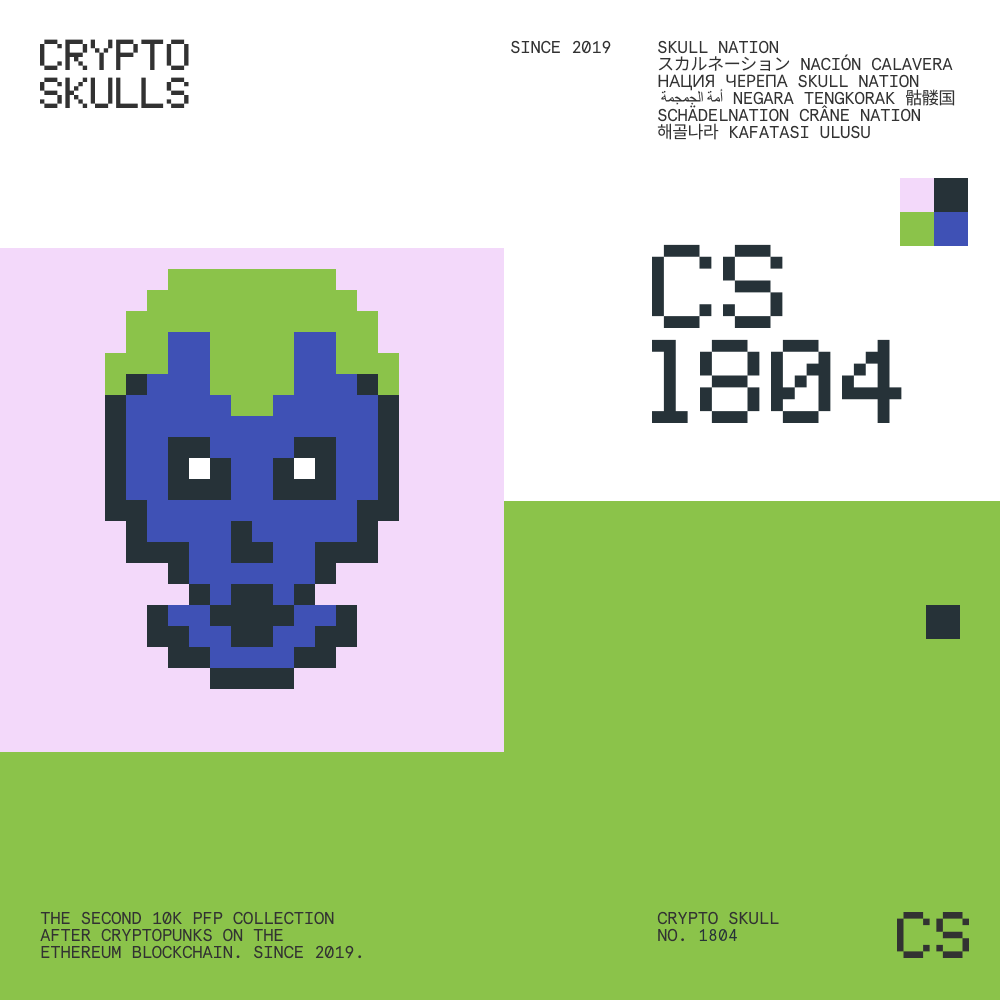 CRYPTO
SKULLS
SINCE 2019
SKULL NATION
スカルネーション NACIÓN CALAVERA
НАЦИЯ ЧЕРЕПА SKULL NATION
أمة الجمجمة NEGARA TENGKORAK 骷髅国
SCHÄDELNATION CRÂNE NATION
해골나라 KAFATASI ULUSU
CS
1804
THE SECOND 10K PFP COLLECTION
AFTER CRYPTOPUNKS ON THE
ETHEREUM BLOCKCHAIN. SINCE 2019.
CRYPTO SKULL
NO. 1804
CS